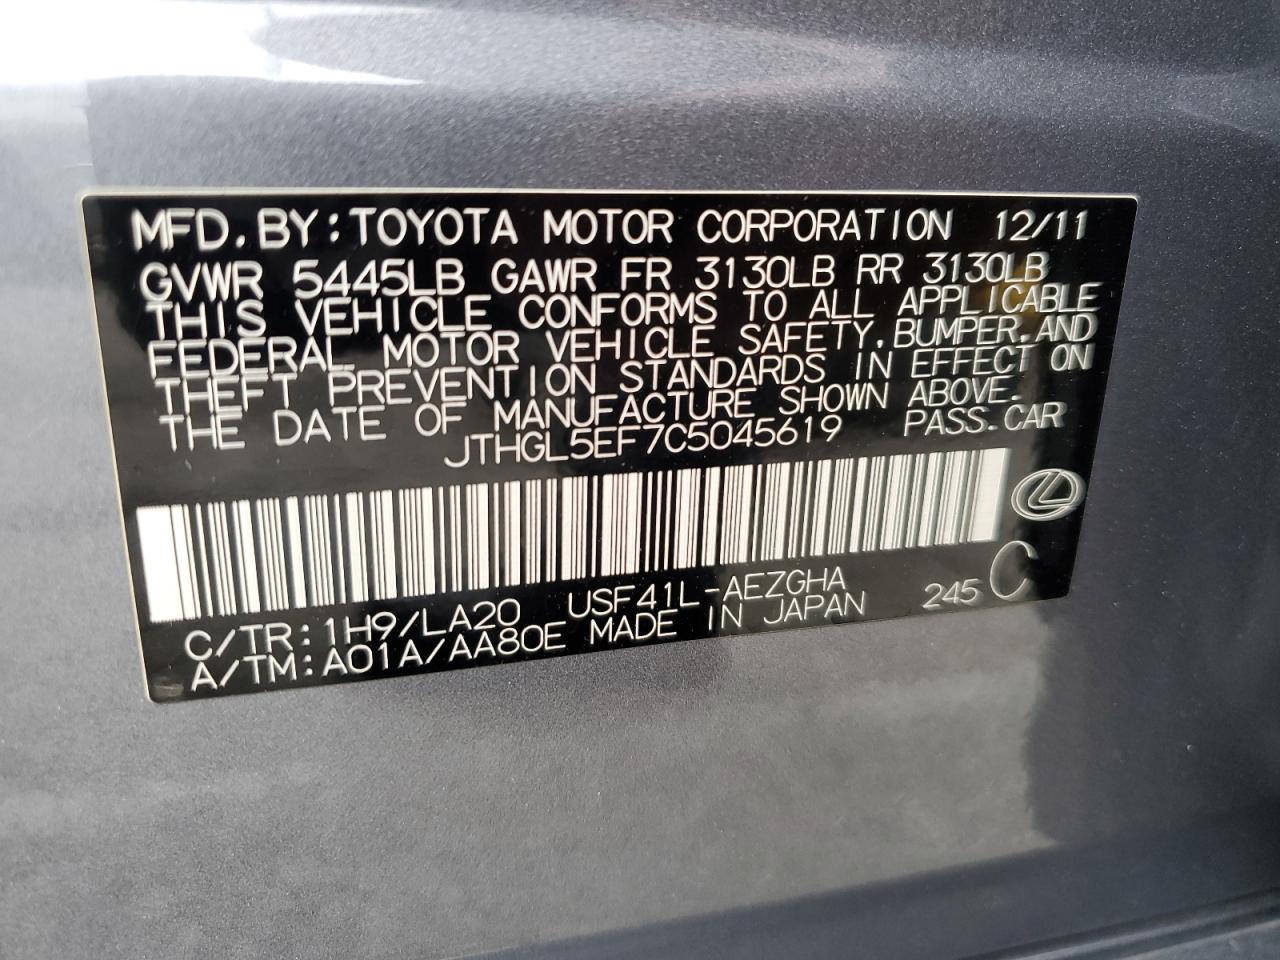 MFD.BY:TOYOTA MOTOR CORPORATION 12/11
GVWR 5445LB GAWR FR 3130LB RR 3130LB
THIS VEHICLE CONFORMS TO ALL APPLICABLE
FEDERAL MOTOR VEHICLE SAFETY,BUMPER,AND
THEFT PREVENTION STANDARDS IN EFFECT ON
THE DATE OF MANUFACTURE SHOWN ABOVE.
JTHGL5EF7C5045619 PASS.CAR
C/TR:1H9/LA20 USF41L-AEZGHA 245 C
A/TM:A01A/AA80E MADE IN JAPAN